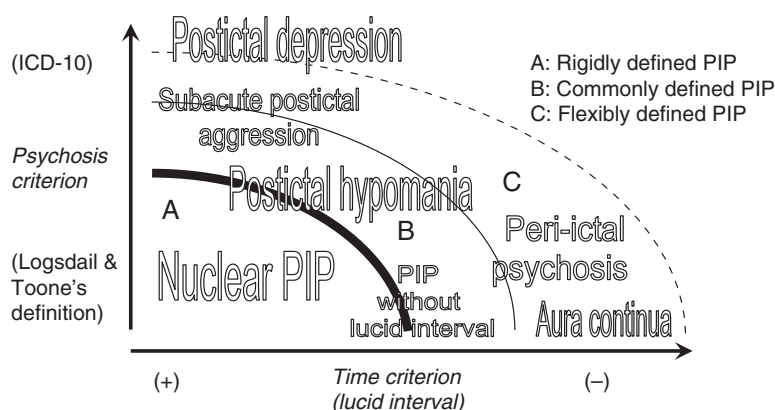 Postictal depression
(ICD-10)
A: Rigidly defined PIP
B: Commonly defined PIP
C: Flexibly defined PIP
Subacute postictal
aggression
Psychosis
criterion
Postictal hypomania
C
A
B
Peri-ictal
psychosis
(Logsdail &
Toone's
definition)
Nuclear PIP
PIP
without
lucid interval
Aura continua
(+)
Time criterion
(lucid interval)
(–)